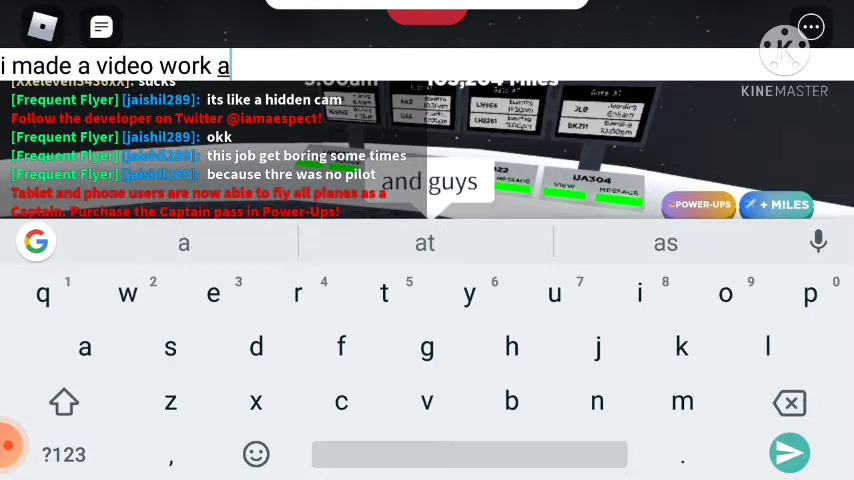 i made a video work a
KINEMASTER
sucks
[Frequent Flyer] [jaishil289]: its like a hidden cam
Follow the developer on Twitter @iamaespect!
[Frequent Flyer] [jaishil289]: okk
[Frequent Flyer] [jaishil289]: this job get boring some times
[Frequent Flyer] [jaishil289]: because thre was no pilot
Tablet and phone users are now able to fly all planes as a
Captain. Purchase the Captain pass in Power-Ups!
and guys
UA304
VIEW MESSAGE
POWER-UPS
+ MILES
a at as
q 1 w 2 e 3 r 4 t 5 y 6 u 7 i 8 o 9 p 0
a s d f g h j k l
z x c v b n m
?123 , .